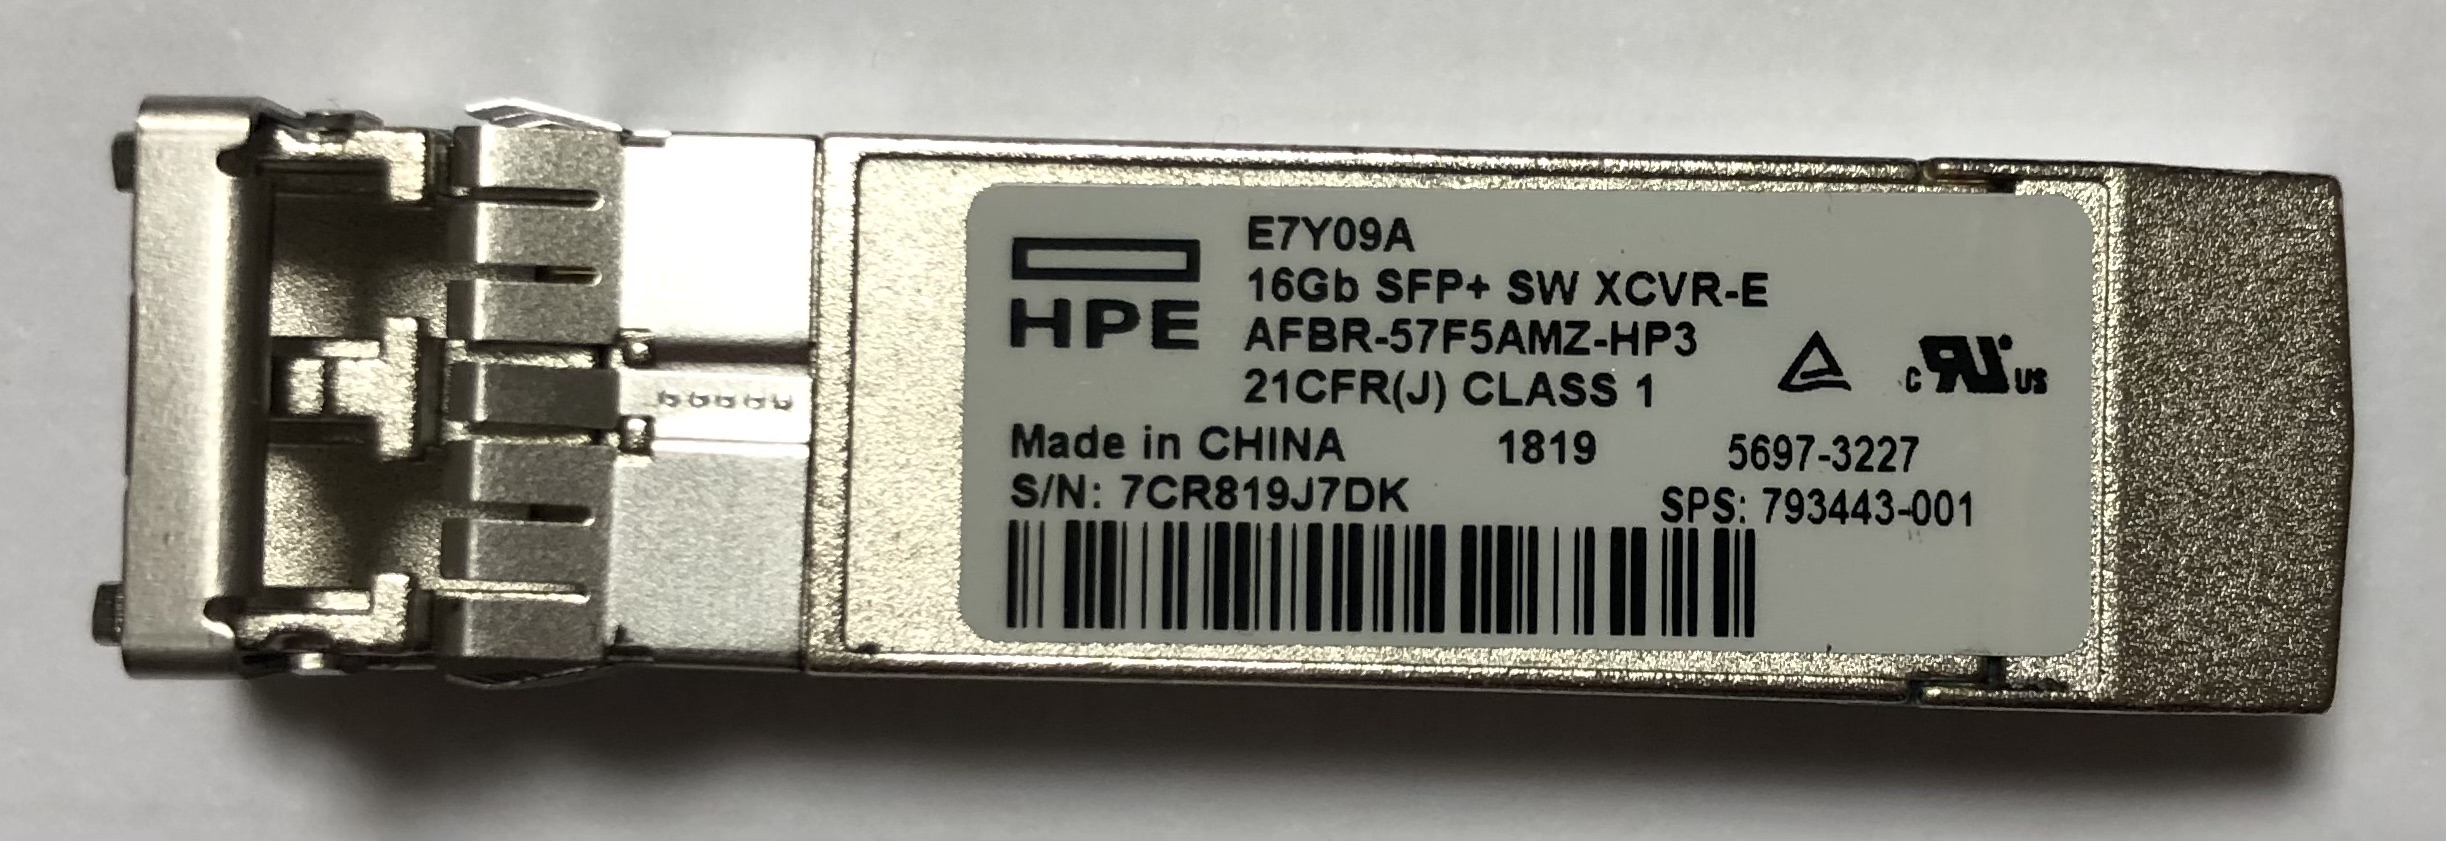 E7Y09A
16Gb SFP+ SW XCVR-E
HPE
AFBR-57F5AMZ-HP3
21CFR(J) CLASS 1
c RU US
Made in CHINA 1819 5697-3227
S/N: 7CR819J7DK SPS: 793443-001